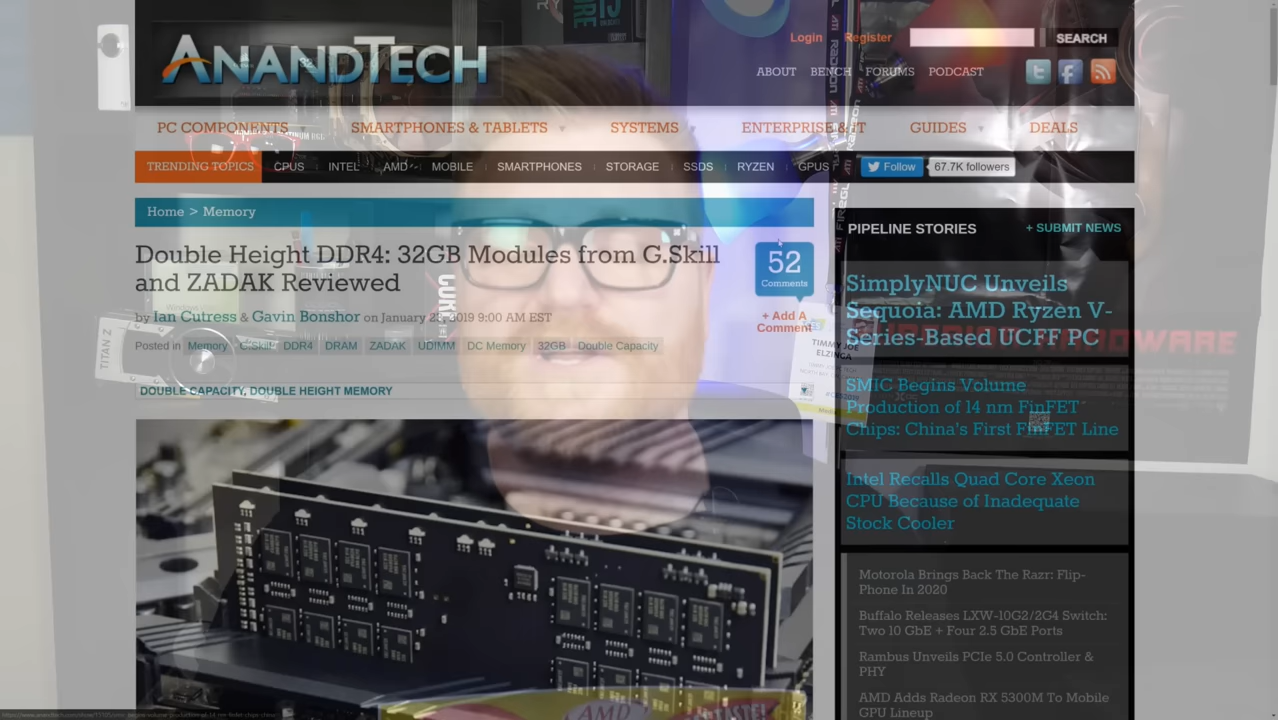 ANANDTECH
Login
Register
SEARCH
ABOUT
BENCH
FORUMS
PODCAST
PC COMPONENTS
SMARTPHONES & TABLETS
SYSTEMS
ENTERPRISE & IT
GUIDES
DEALS
TRENDING TOPICS
CPUS
INTEL
AMD
MOBILE
SMARTPHONES
STORAGE
SSDS
RYZEN
GPUS
Follow
67.7K followers
Home > Memory
Double Height DDR4: 32GB Modules from G.Skill
and ZADAK Reviewed
52
Comments
+ Add A
Comment
by Ian Cutress & Gavin Bonshor on January 23, 2019 9:00 AM EST
Posted in Memory G.Skill DDR4 DRAM ZADAK UDIMM DC Memory 32GB Double Capacity
DOUBLE CAPACITY, DOUBLE HEIGHT MEMORY
PIPELINE STORIES
+ SUBMIT NEWS
SimplyNUC Unveils
Sequoia: AMD Ryzen V-
Series-Based UCFF PC
SMIC Begins Volume
Production of 14 nm FinFET
Chips: China's First FinFET Line
Intel Recalls Quad Core Xeon
CPU Because of Inadequate
Stock Cooler
Motorola Brings Back The Razr: Flip-
Phone In 2020
Buffalo Releases LXW-10G2/2G4 Switch:
Two 10 GbE + Four 2.5 GbE Ports
Rambus Unveils PCIe 5.0 Controller &
PHY
AMD Adds Radeon RX 5300M To Mobile
GPU Lineup
TITAN Z
TIMMY JOE
ELZINGA
HARDWARE